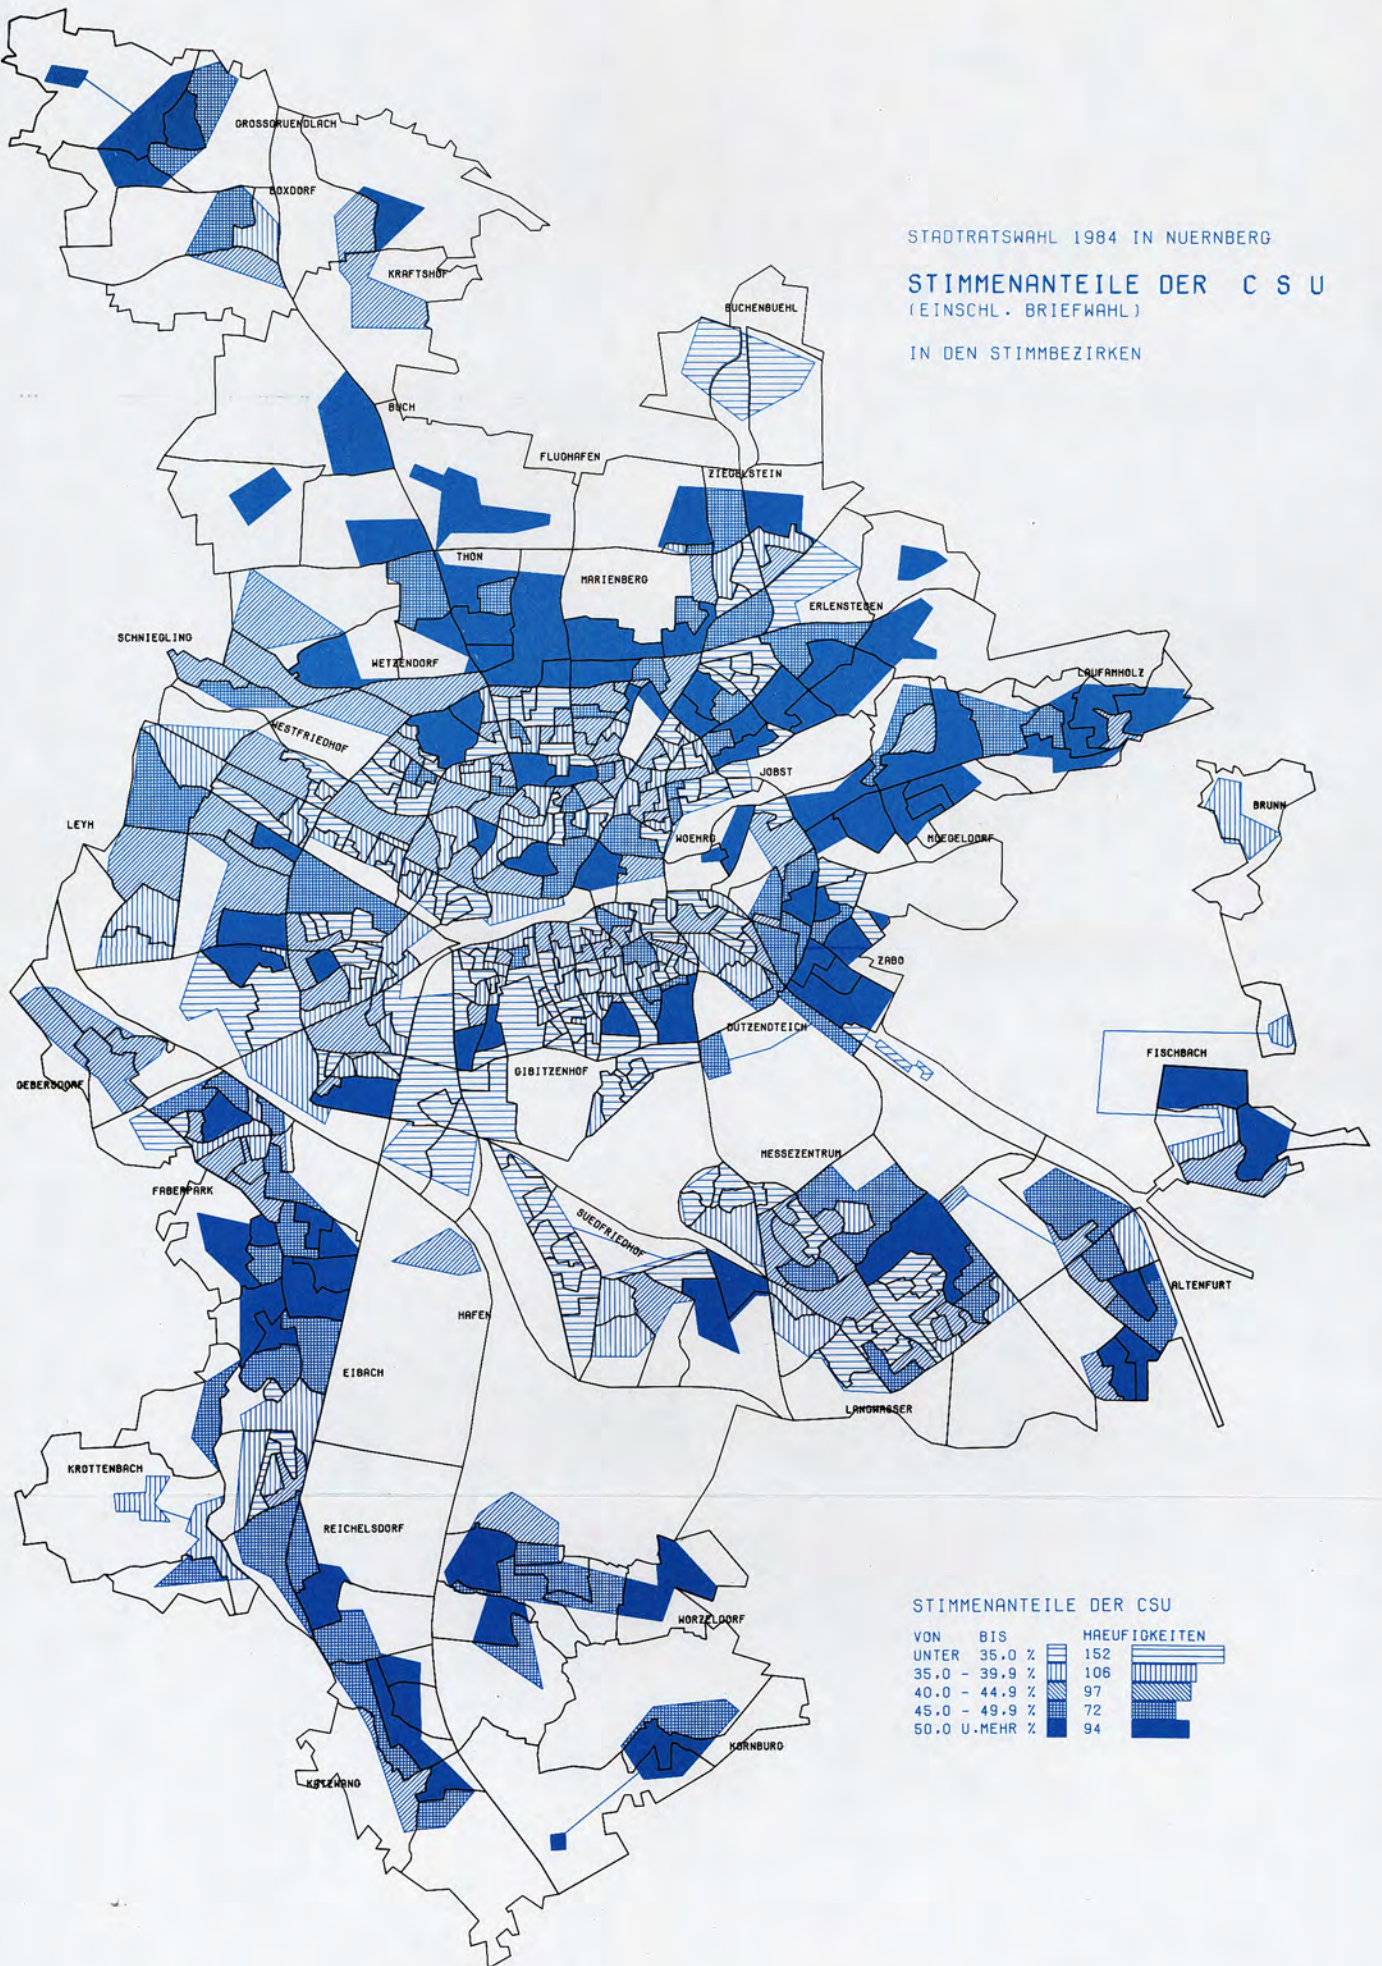 GROSSGRUENDLACH
BOXDORF
KRAFTSHOF
STADTRATSWAHL 1984 IN NUERNBERG
STIMMENANTEILE DER C S U
(EINSCHL. BRIEFWAHL)
IN DEN STIMMBEZIRKEN
BUCHENBUEHL
BUCH
FLUGHAFEN
ZIEGELSTEIN
THON
MARIENBERG
ERLENSTEGEN
SCHNIEGLING
WETZENDORF
LAUFAMHOLZ
WESTFRIEDHOF
JOBST
BRUNN
LEYH
WOEHRD
MOEGELDORF
ZABO
DUTZENDTEICH
FISCHBACH
GIBITZENHOF
GEBERSDORF
MESSEZENTRUM
FABERPARK
SUEDFRIEDHOF
ALTENFURT
HAFEN
EIBACH
LANGWASSER
KROTTENBACH
REICHELSDORF
WORZELDORF
KORNBURG
KATZWANG
STIMMENANTEILE DER CSU
VON BIS HAEUFIGKEITEN
UNTER 35.0 % 152
35.0 - 39.9 % 106
40.0 - 44.9 % 97
45.0 - 49.9 % 72
50.0 U.MEHR % 94